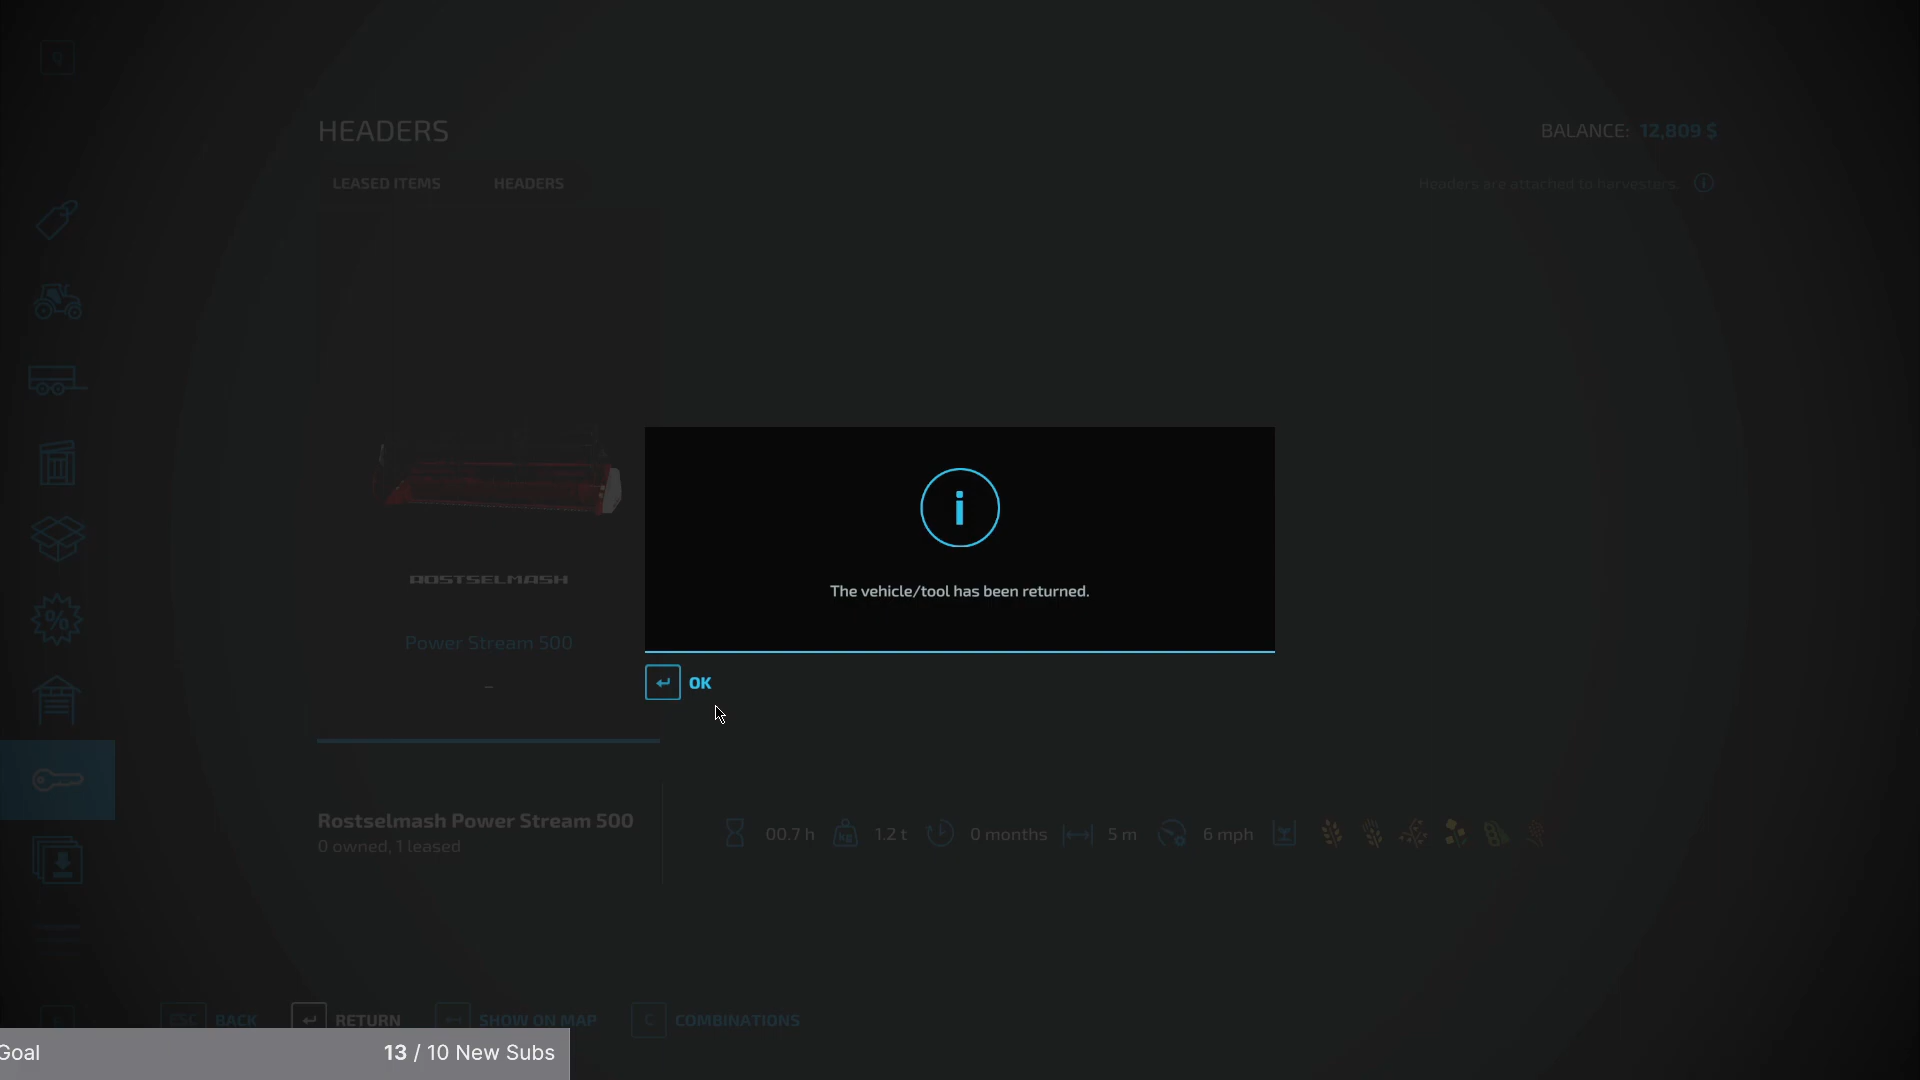 HEADERS
BALANCE: 12,809 $
LEASED ITEMS HEADERS
Headers are attached to harvesters.
ROSTSELMASH
Power Stream 500
The vehicle/tool has been returned.
OK
Rostselmash Power Stream 500
0 owned, 1 leased
00.7 h 1.2 t 0 months 5 m 6 mph
ESC BACK RETURN SHOW ON MAP C COMBINATIONS
Goal 13 / 10 New Subs